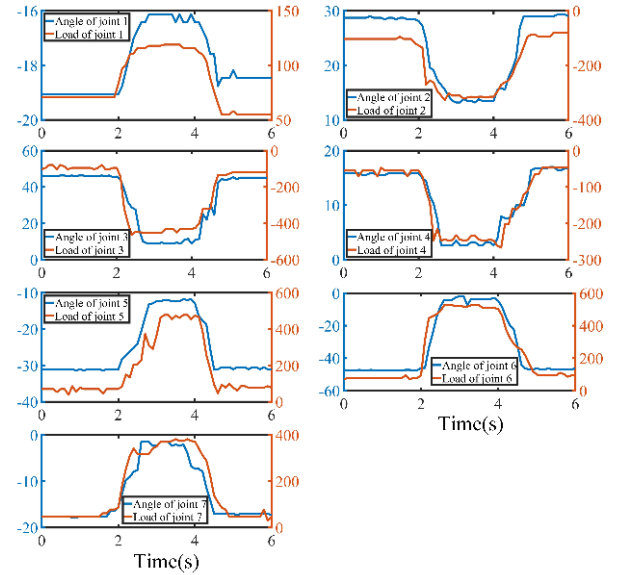 -16 150
Angle of joint 1
Load of joint 1
-18 100
-20 50
0 2 4 6
30 0
-100
20 -200
Angle of joint 2
-300
Load of joint 2
10 -400
0 2 4 6
60 0
40 -200
20 -400
Angle of joint 3
Load of joint 3
0 -600
0 2 4 6
20 0
-100
10 -200
Angle of joint 4
Load of joint 4
0 -300
0 2 4 6
-10 600
Angle of joint 5
Load of joint 5
-20 400
-30 200
-40 0
0 2 4 6
0 600
-20 400
-40 200
Angle of joint 6
Load of joint 6
-60 0
0 2 4 6
Time(s)
0 400
-10 200
Angle of joint 7
Load of joint 7
-20 0
0 2 4 6
Time(s)